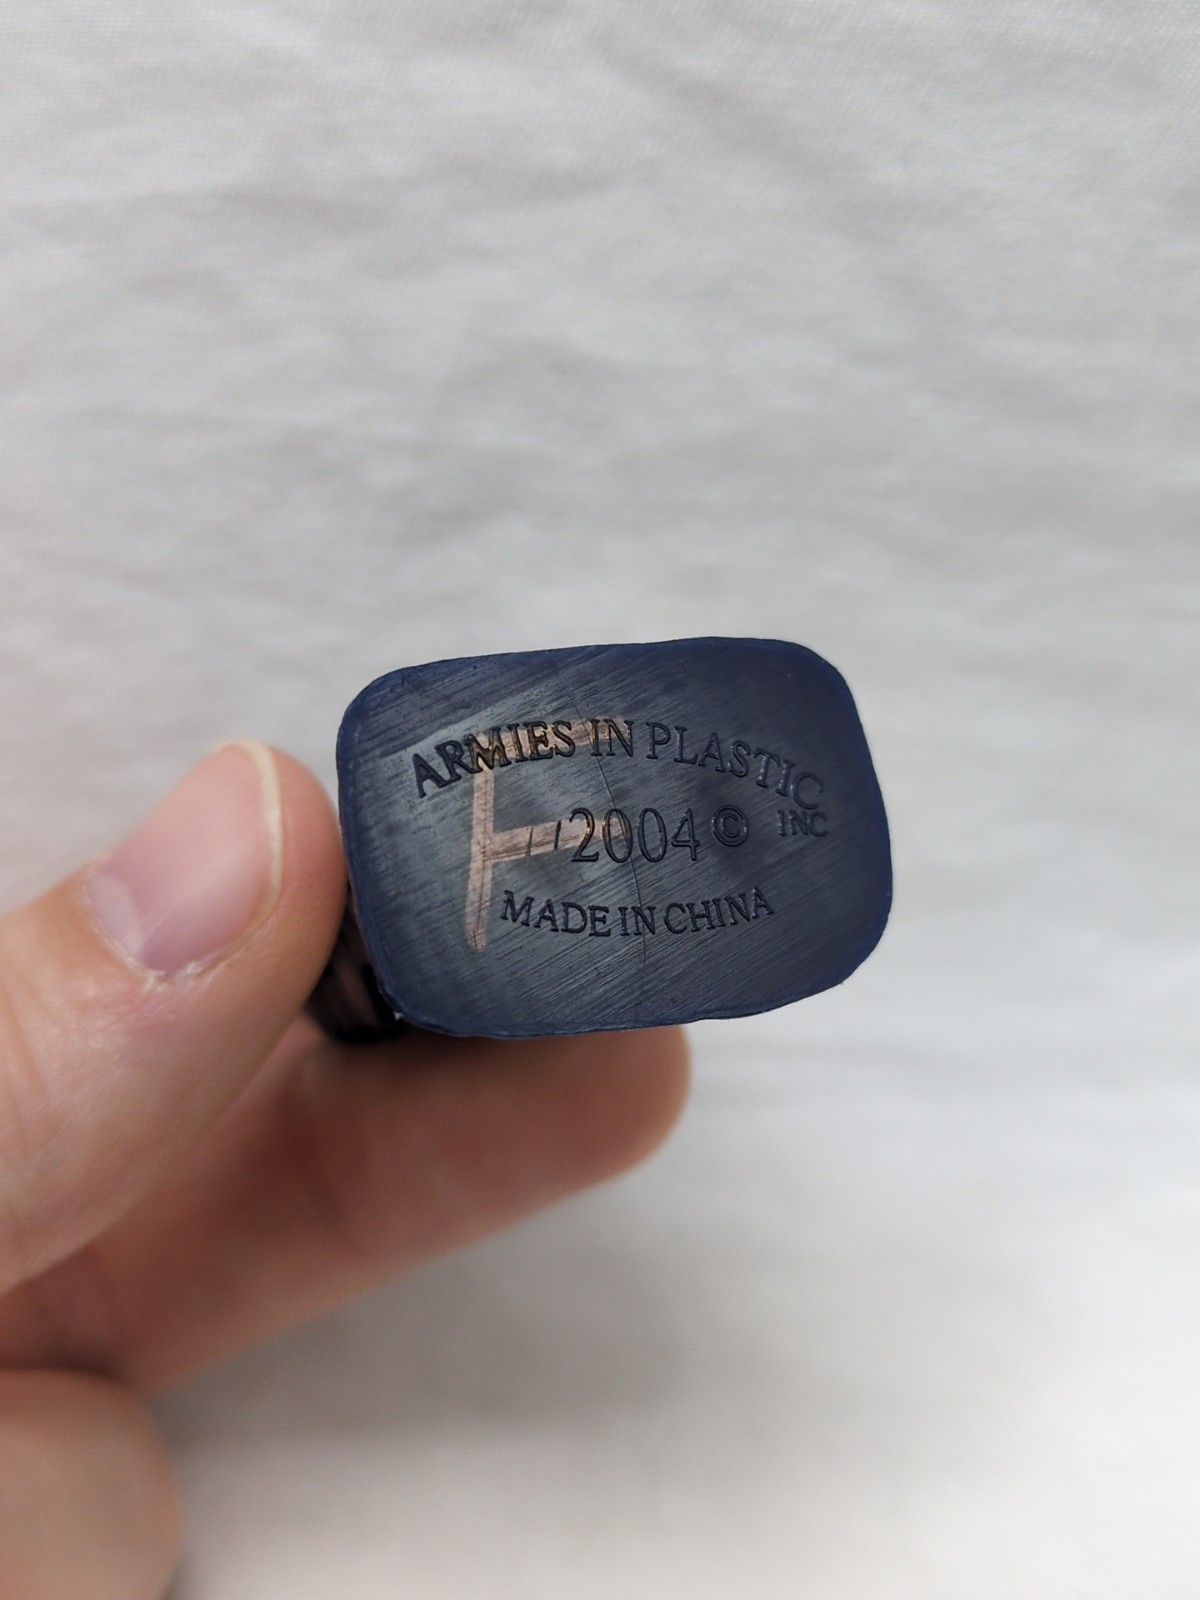 F
ARMIES IN PLASTIC
2004 © INC
MADE IN CHINA